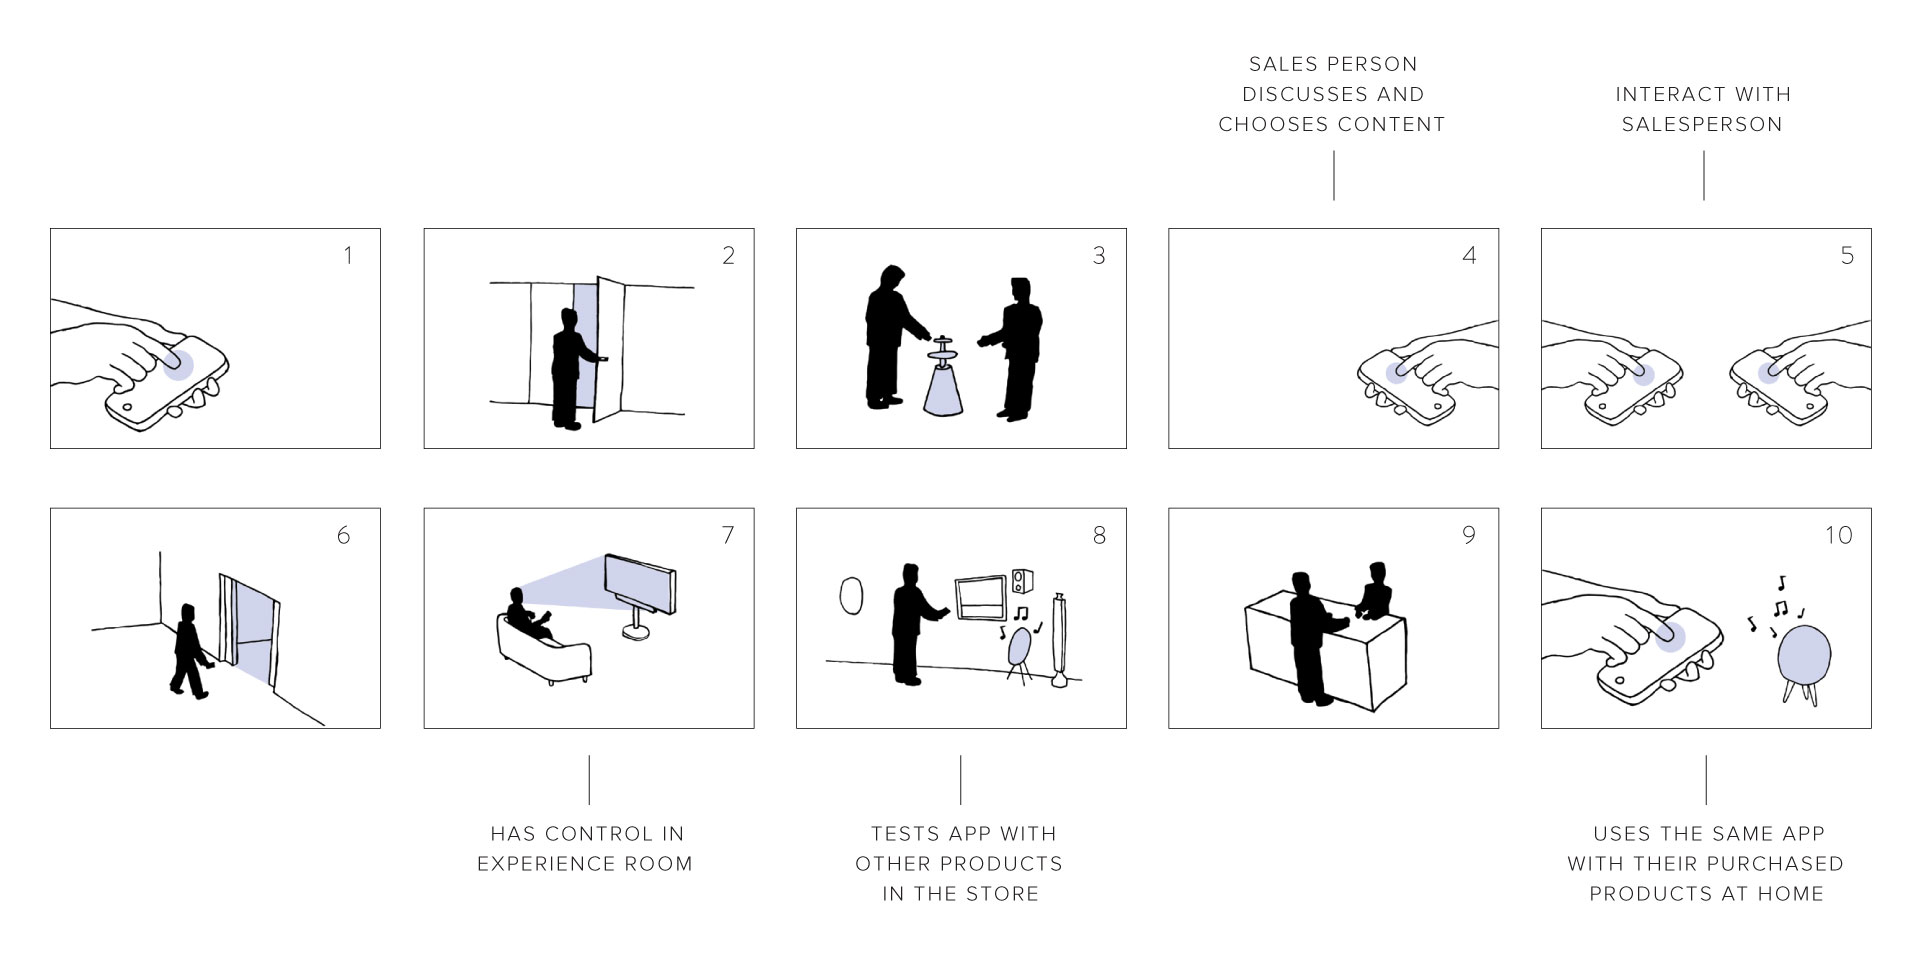 SALES PERSON
DISCUSSES AND
CHOOSES CONTENT
INTERACT WITH
SALESPERSON
1
2
3
4
5
6
7
8
9
10
HAS CONTROL IN
EXPERIENCE ROOM
TESTS APP WITH
OTHER PRODUCTS
IN THE STORE
USES THE SAME APP
WITH THEIR PURCHASED
PRODUCTS AT HOME